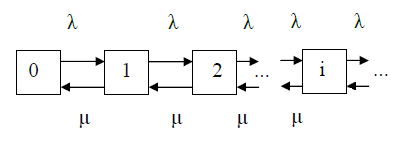 λ λ λ λ λ
0 1 2 ... i ...
μ μ μ μ